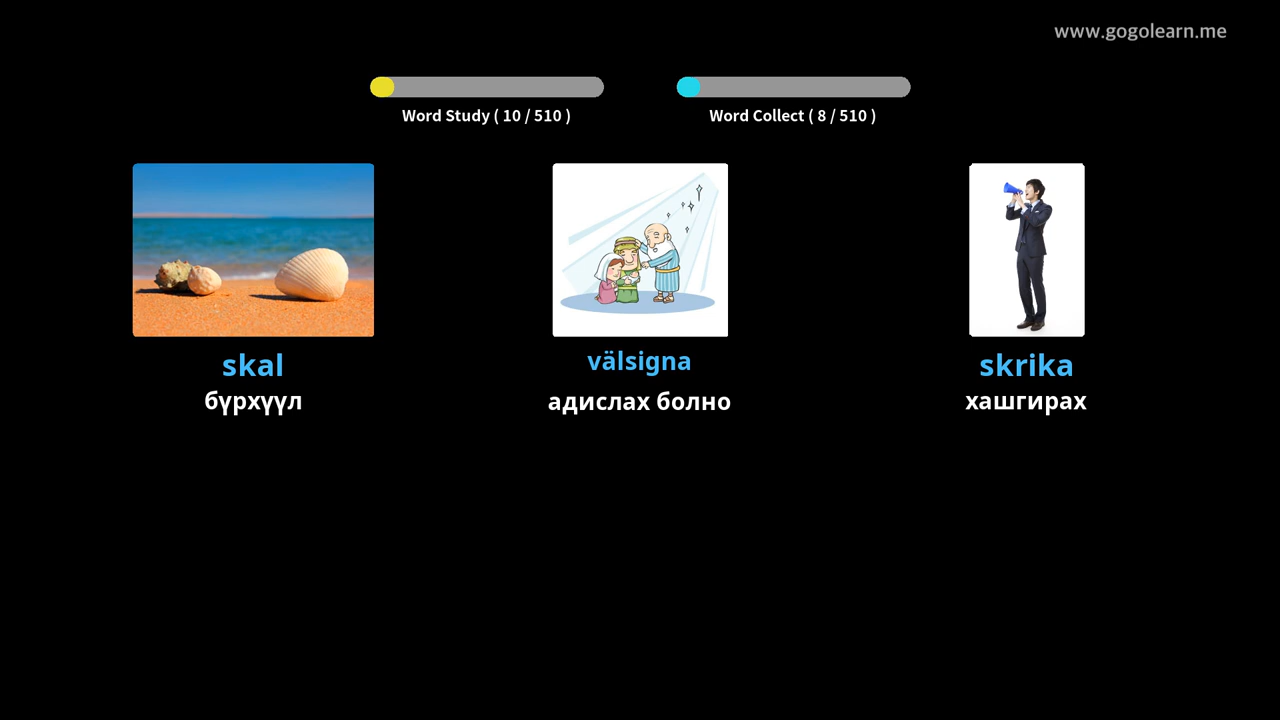 www.gogolearn.me
Word Study ( 10 / 510 )
Word Collect ( 8 / 510 )
skal
бүрхүүл
välsigna
адислах болно
skrika
хашгирах